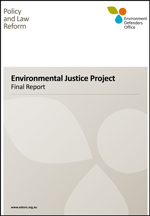 Policy
and Law
Reform
Environment
Defenders
Office
Environmental Justice Project
Final Report
www.edonsw.org.au